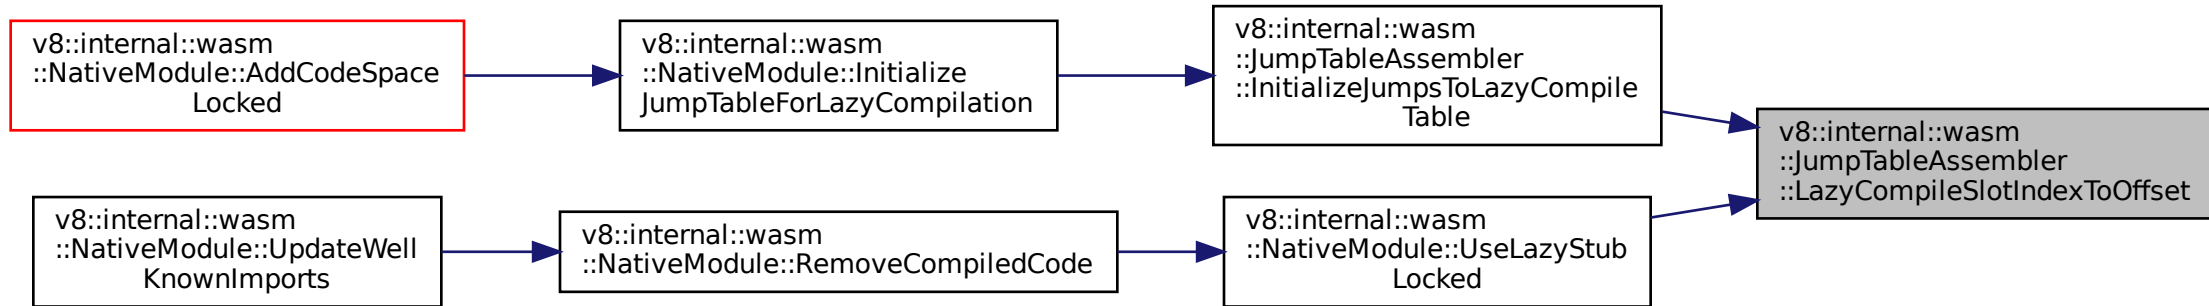 v8::internal::wasm
::NativeModule::AddCodeSpace
Locked
v8::internal::wasm
::NativeModule::Initialize
JumpTableForLazyCompilation
v8::internal::wasm
::JumpTableAssembler
::InitializeJumpsToLazyCompile
Table
v8::internal::wasm
::JumpTableAssembler
::LazyCompileSlotIndexToOffset
v8::internal::wasm
::NativeModule::UpdateWell
KnownImports
v8::internal::wasm
::NativeModule::RemoveCompiledCode
v8::internal::wasm
::NativeModule::UseLazyStub
Locked